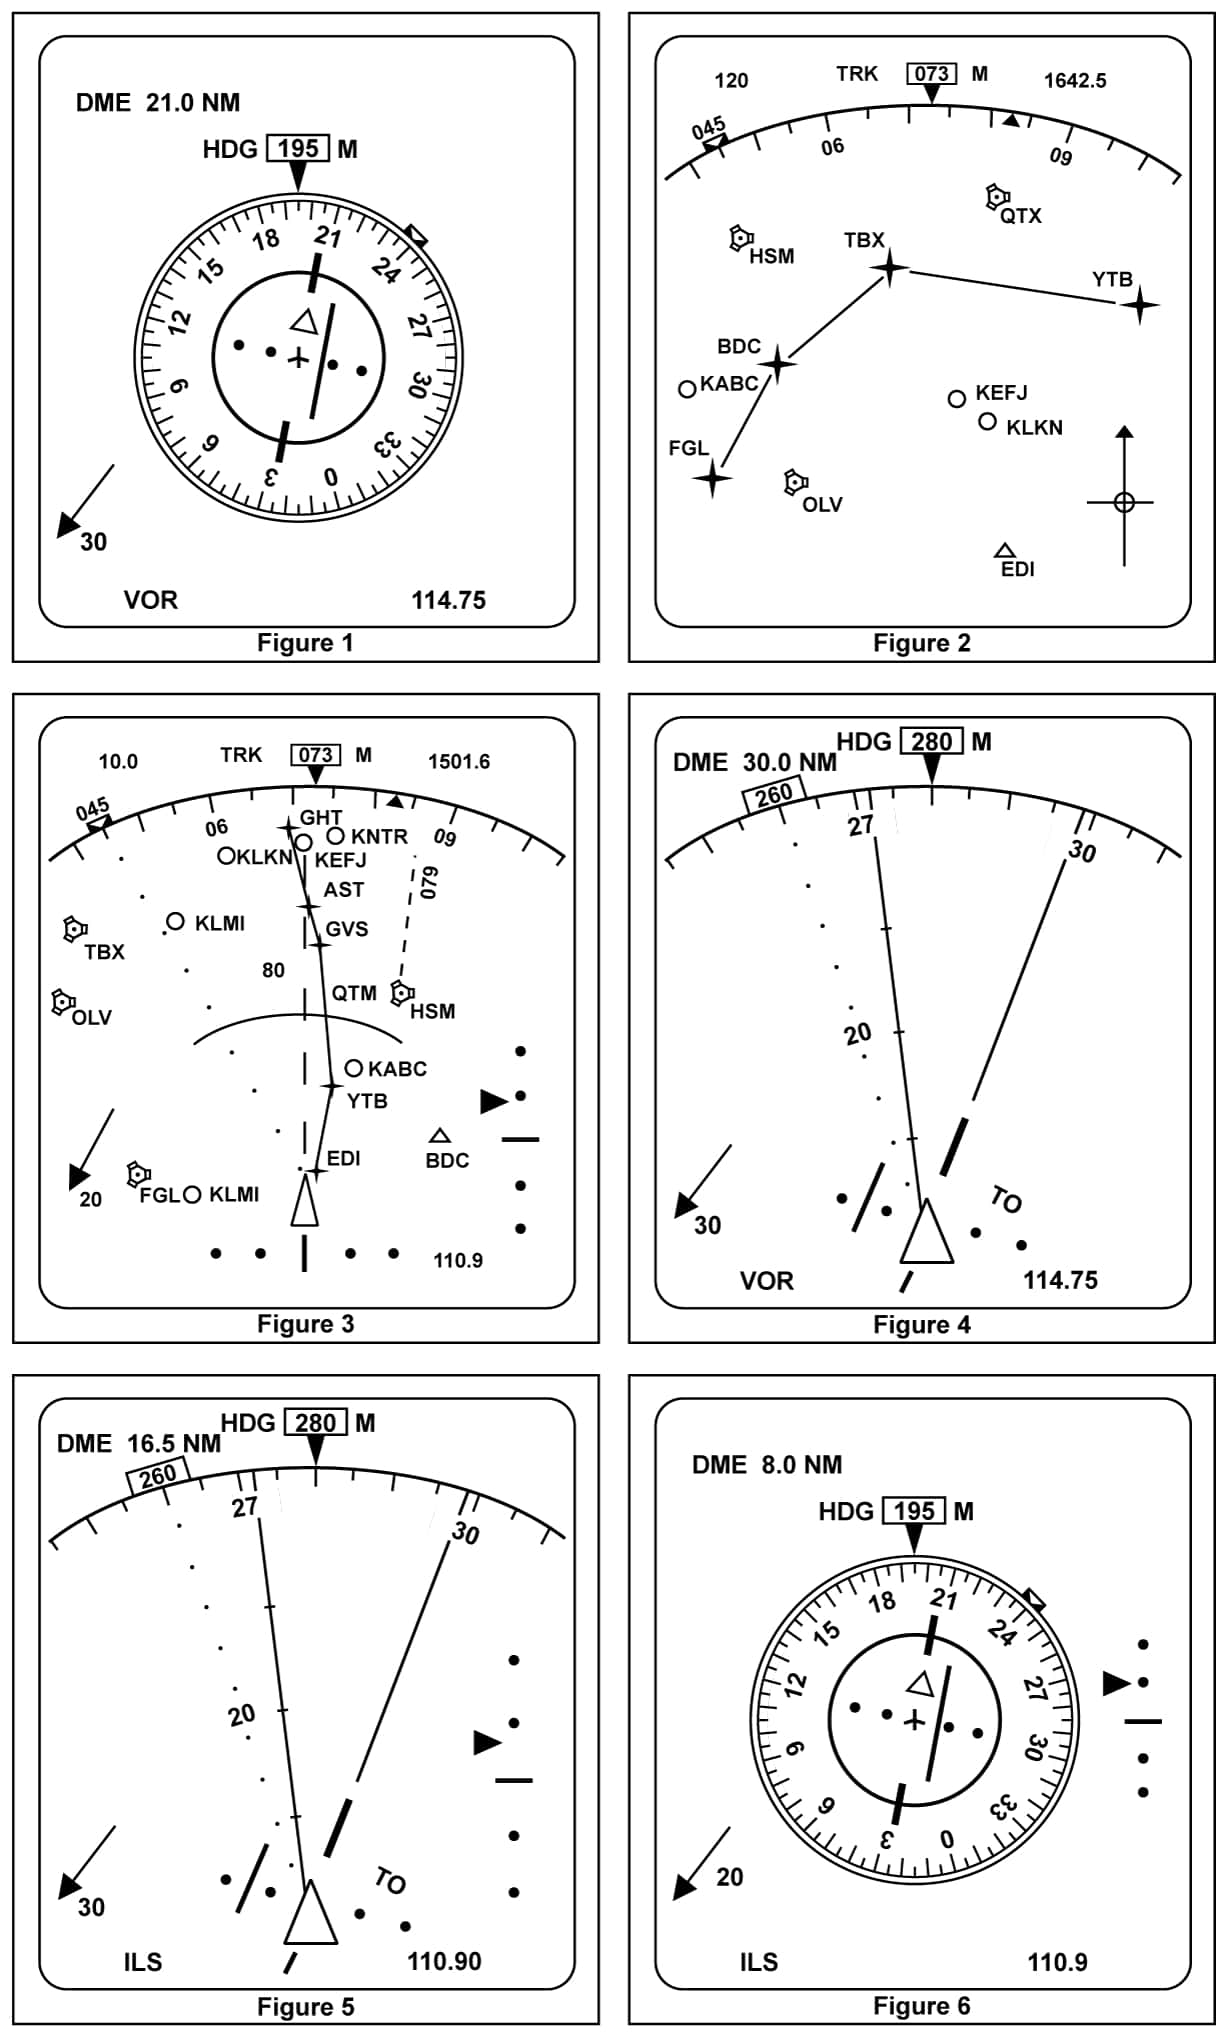 DME 21.0 NM
HDG 195 M
18 21
15 24
12 27
9 30
6 33
3 0
30
VOR 114.75
Figure 1
120 TRK 073 M 1642.5
045 06 09
QTX
HSM TBX
YTB
BDC
KABC KEFJ
KLKN
FGL
OLV
EDI
Figure 2
10.0 TRK 073 M 1501.6
045 06 09
GHT
KNTR
KLKN KEFJ
AST 079
KLMI GVS
TBX
80
QTM
OLV HSM
KABC
YTB
EDI BDC
20 FGL KLMI
110.9
Figure 3
HDG 280 M
DME 30.0 NM
260
27 30
20
TO
30
VOR 114.75
Figure 4
HDG 280 M
DME 16.5 NM
260
27 30
20
TO
30
ILS 110.90
Figure 5
DME 8.0 NM
HDG 195 M
18 21
15 24
12 27
9 30
6 33
3 0
20
ILS 110.9
Figure 6